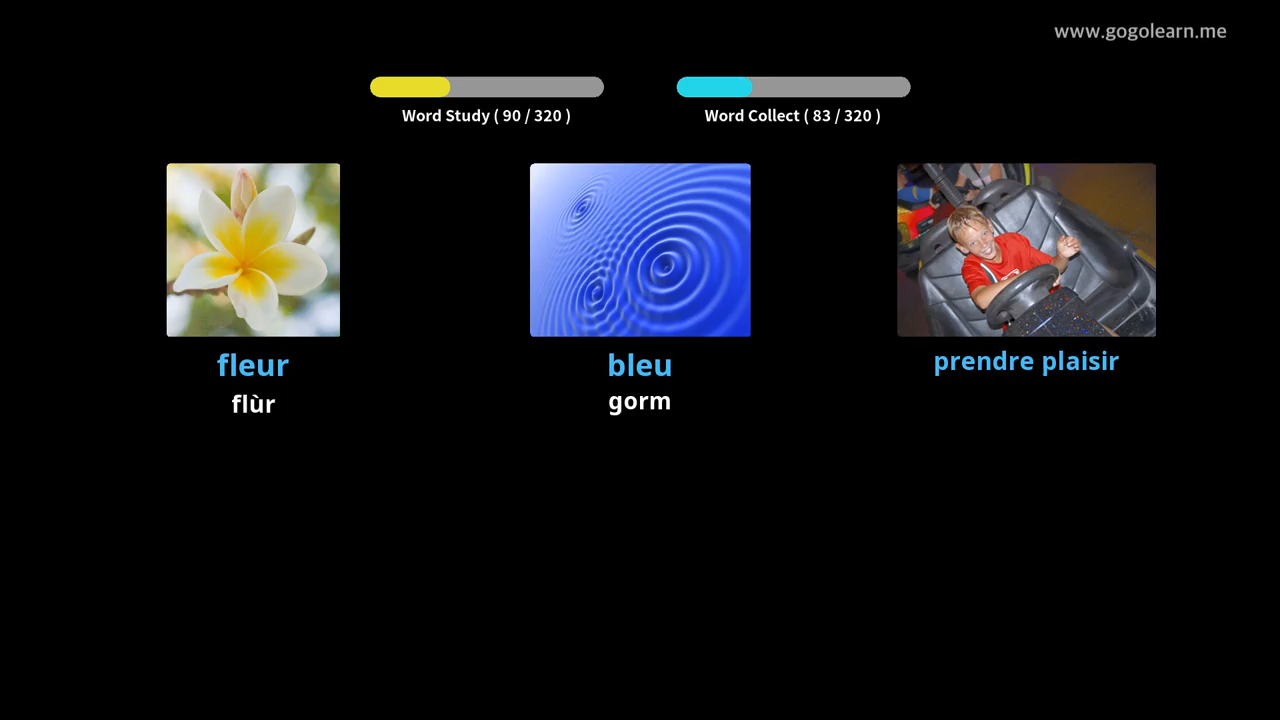 www.gogolearn.me
Word Study ( 90 / 320 )
Word Collect ( 83 / 320 )
fleur
flùr
bleu
gorm
prendre plaisir